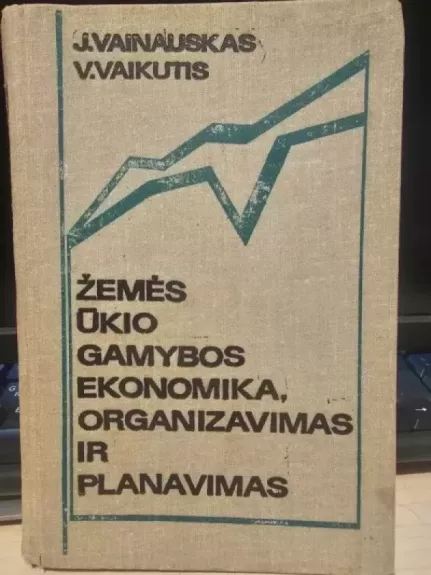 J.VAINAUSKAS
V.VAIKUTIS
ŽEMĖS
ŪKIO
GAMYBOS
EKONOMIKA,
ORGANIZAVIMAS
IR
PLANAVIMAS